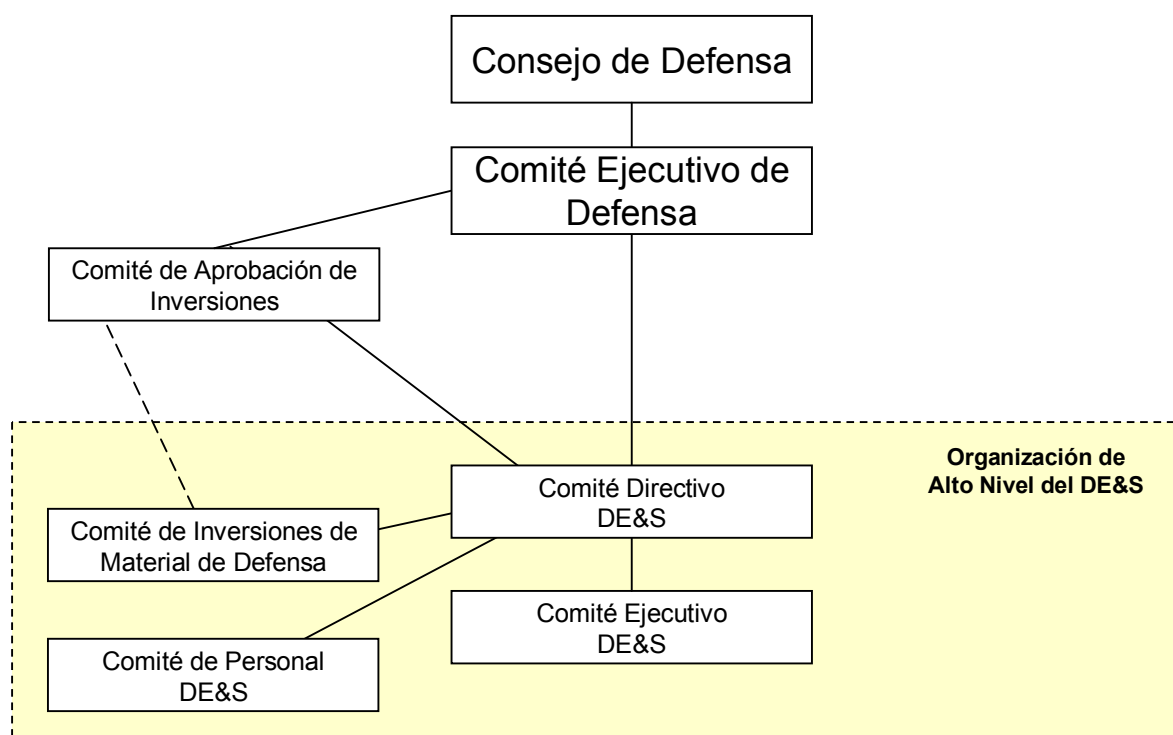 Consejo de Defensa
Comité Ejecutivo de
Defensa
Comité de Aprobación de
Inversiones
Organización de
Alto Nivel del DE&S
Comité Directivo
DE&S
Comité de Inversiones de
Material de Defensa
Comité Ejecutivo
DE&S
Comité de Personal
DE&S